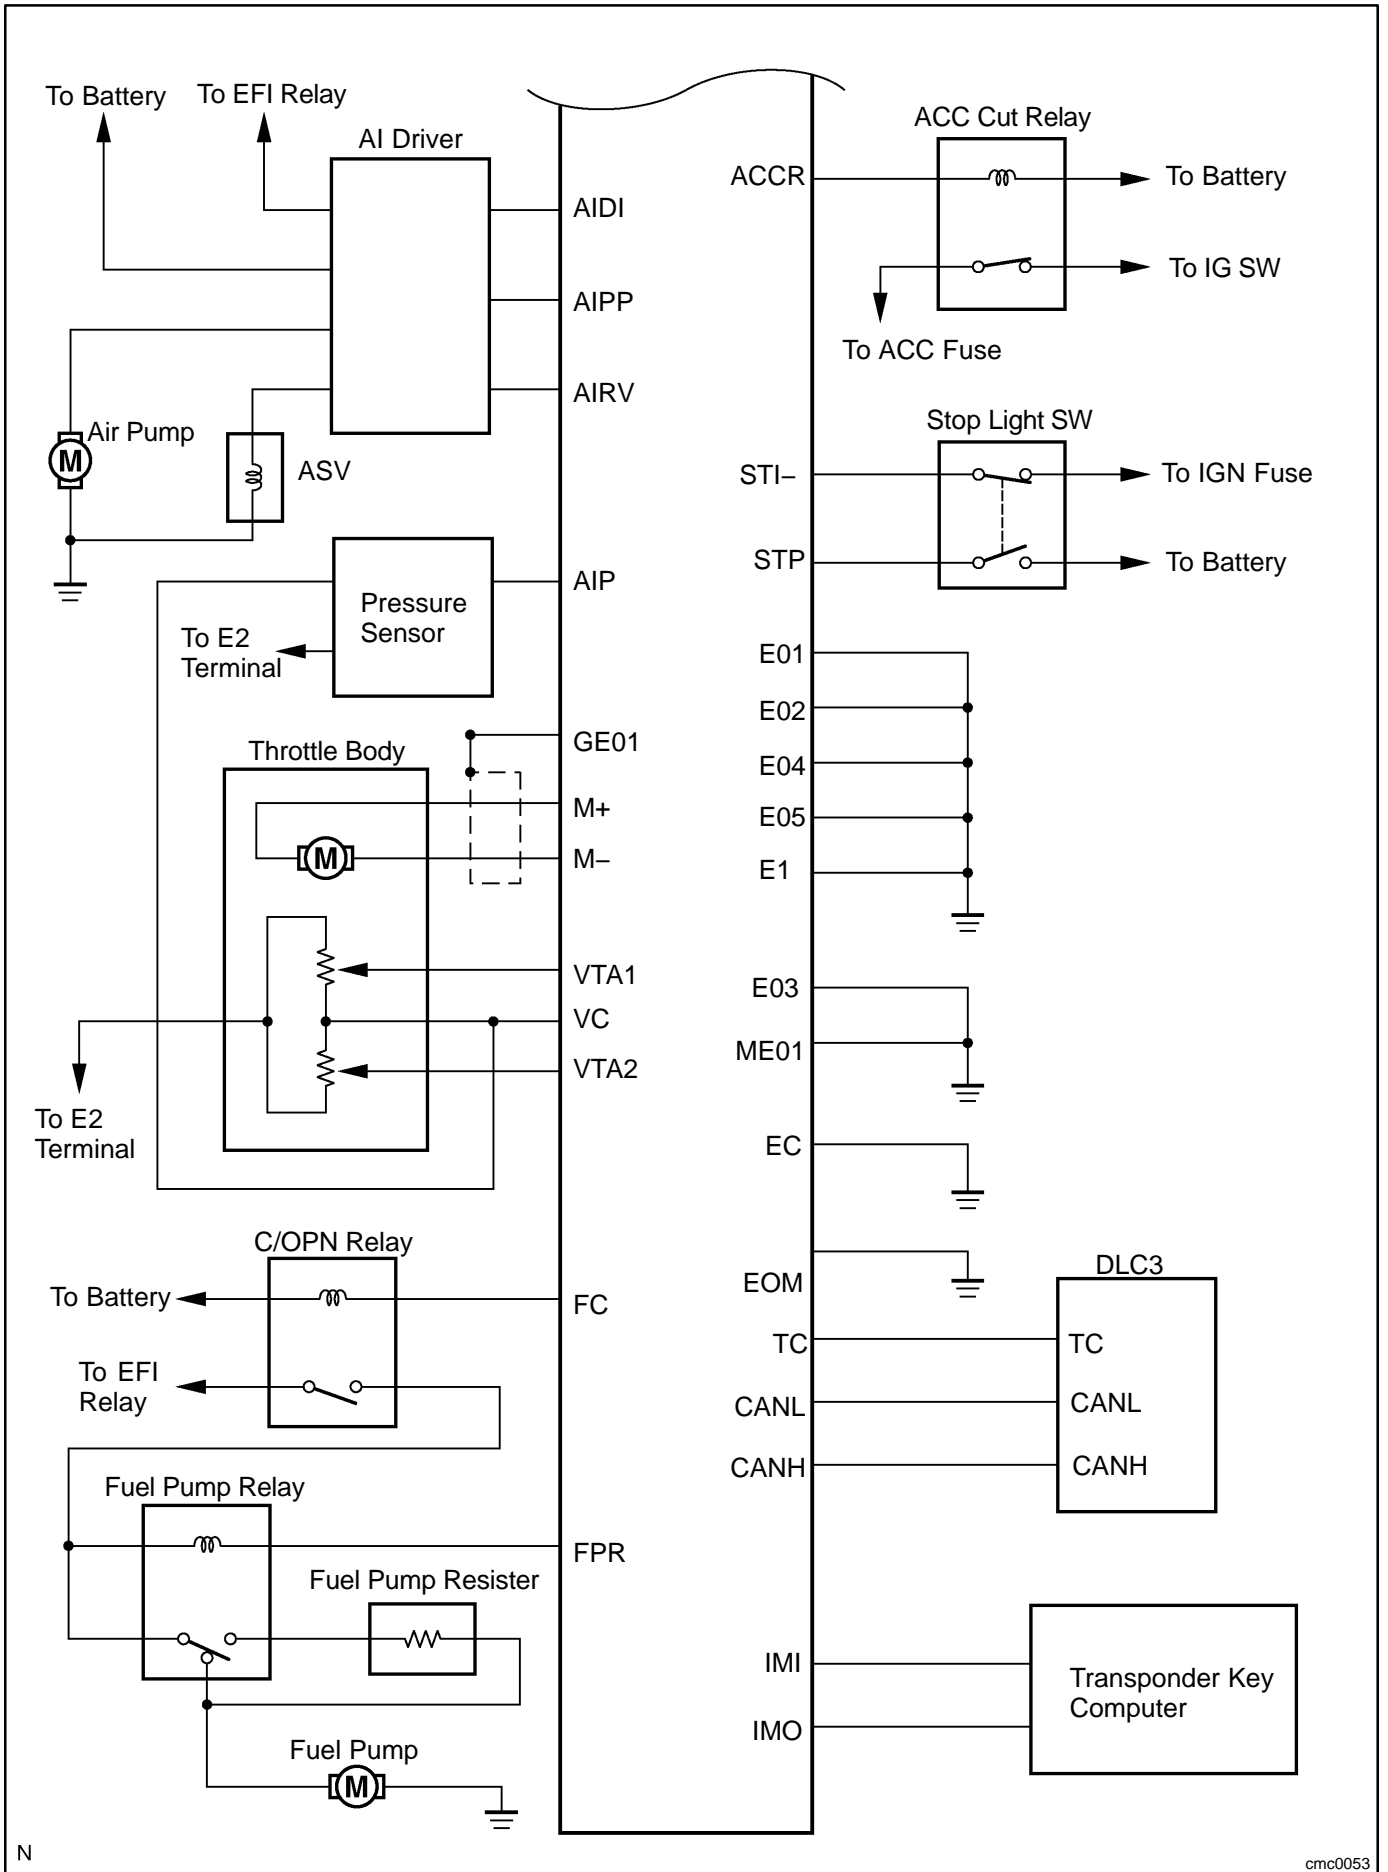 To Battery
To EFI Relay
AI Driver
AIDI
AIPP
AIRV
M
Air Pump
ASV
Pressure
Sensor
AIP
To E2
Terminal
GE01
Throttle Body
M+
M
M–
VTA1
VC
VTA2
To E2
Terminal
C/OPN Relay
To Battery
FC
To EFI
Relay
Fuel Pump Relay
FPR
Fuel Pump Resister
Fuel Pump
M
ACC Cut Relay
ACCR
To Battery
To IG SW
To ACC Fuse
Stop Light SW
STI–
To IGN Fuse
STP
To Battery
E01
E02
E04
E05
E1
E03
ME01
EC
EOM
DLC3
TC
TC
CANL
CANL
CANH
CANH
IMI
IMO
Transponder Key
Computer
N
cmc0053